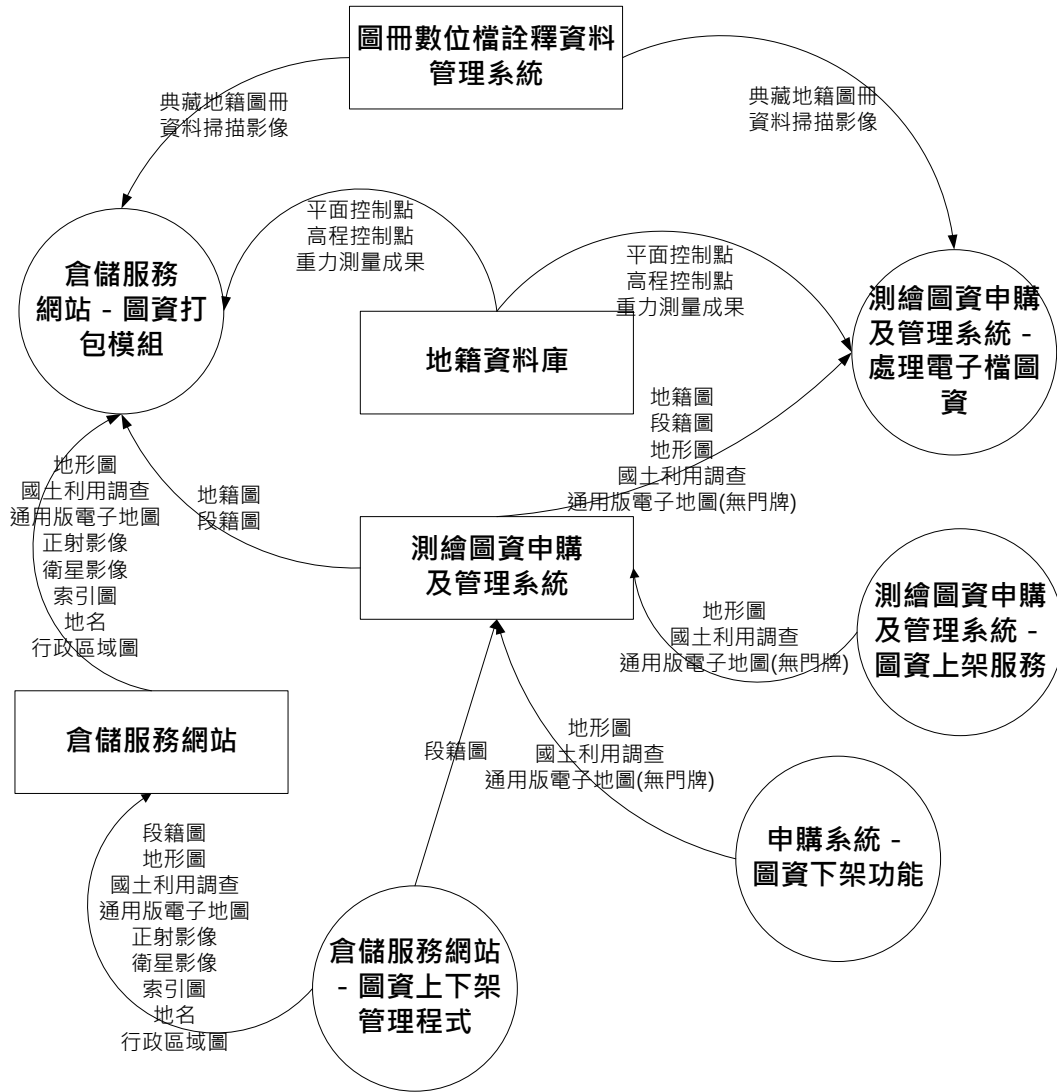 圖冊數位檔詮釋資料
管理系統
典藏地籍圖冊
資料掃描影像
典藏地籍圖冊
資料掃描影像
平面控制點
高程控制點
重力測量成果
平面控制點
高程控制點
重力測量成果
倉儲服務
網站 - 圖資打
包模組
地籍資料庫
測繪圖資申購
及管理系統 -
處理電子檔圖
資
地籍圖
段籍圖
地形圖
國土利用調查
通用版電子地圖(無門牌)
地形圖
國土利用調查
通用版電子地圖
正射影像
衛星影像
索引圖
地名
行政區域圖
地籍圖
段籍圖
測繪圖資申購
及管理系統
地形圖
國土利用調查
通用版電子地圖(無門牌)
測繪圖資申購
及管理系統 -
圖資上架服務
倉儲服務網站
段籍圖
地形圖
國土利用調查
通用版電子地圖(無門牌)
申購系統 -
圖資下架功能
段籍圖
地形圖
國土利用調查
通用版電子地圖
正射影像
衛星影像
索引圖
地名
行政區域圖
倉儲服務網站
- 圖資上下架
管理程式